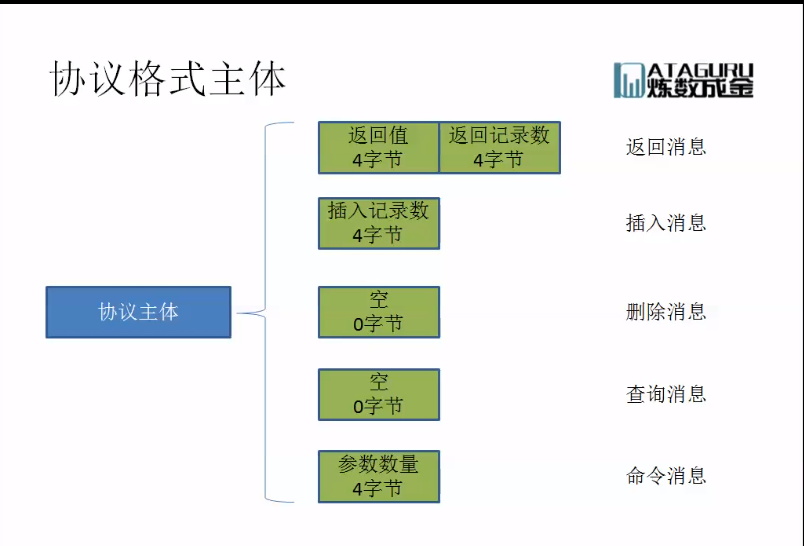 协议格式主体
ATAGURU
炼数成金
返回值
4字节
返回记录数
4字节
返回消息
插入记录数
4字节
插入消息
协议主体
空
0字节
删除消息
空
0字节
查询消息
参数数量
4字节
命令消息